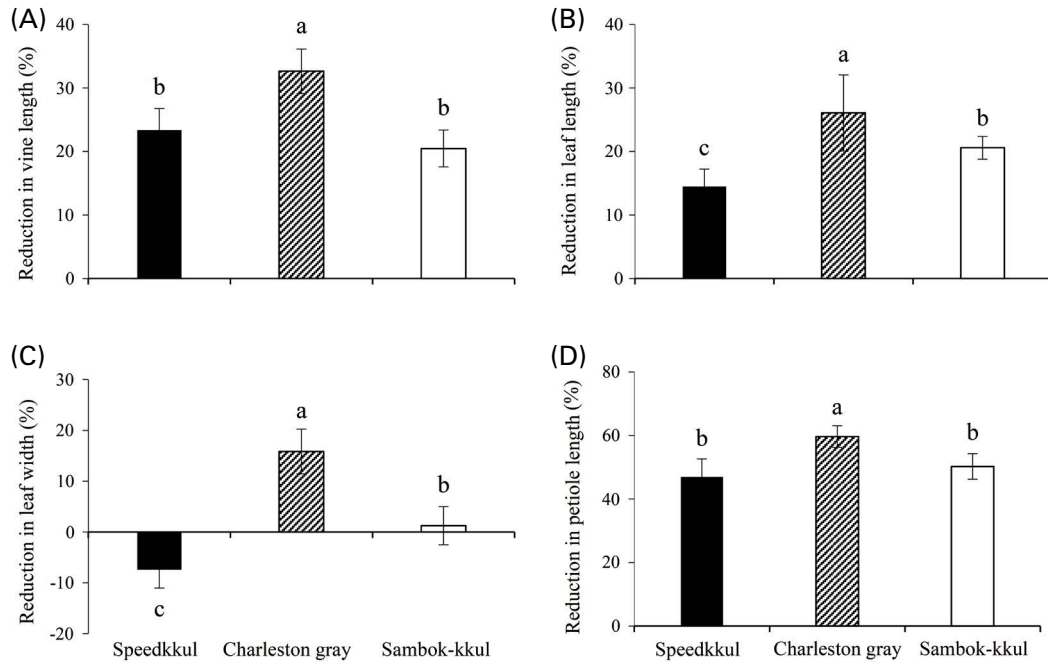 (A)
Reduction in vine length (%)
40
30
20
10
0
b
a
b
(B)
Reduction in leaf length (%)
40
30
20
10
0
c
a
b
(C)
Reduction in leaf width (%)
30
20
10
0
-10
-20
c
a
b
Speedkkul
Charleston gray
Sambok-kkul
(D)
Reduction in petiole length (%)
80
60
40
20
0
b
a
b
Speedkkul
Charleston gray
Sambok-kkul